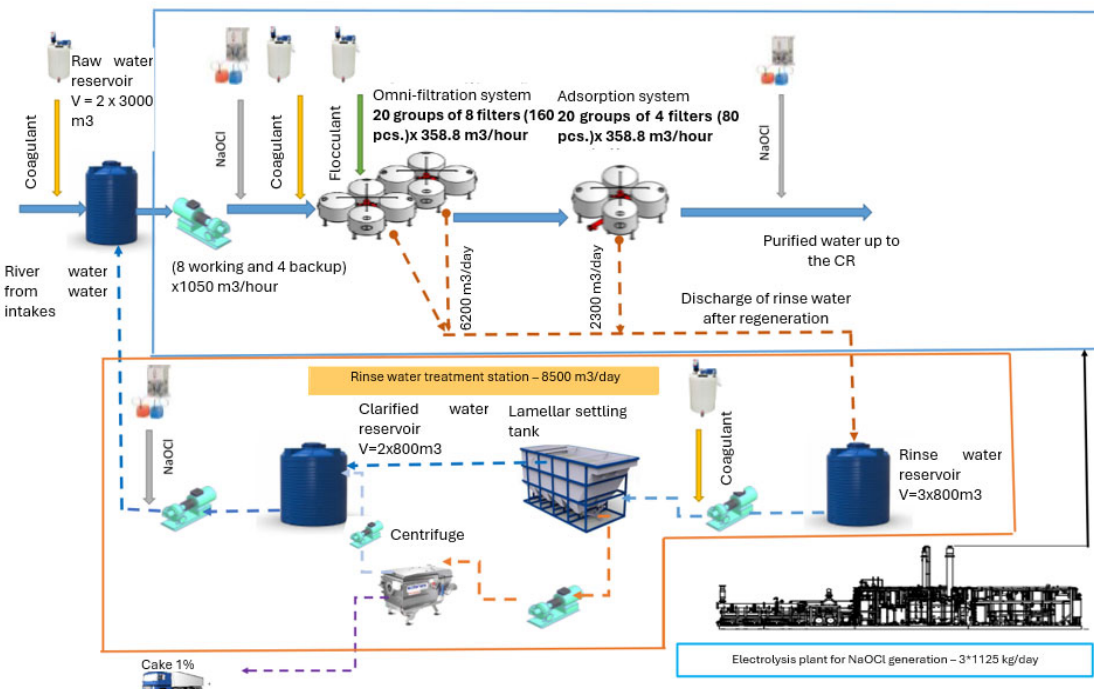 Raw water
reservoir
V = 2 x 3000
m3
Coagulant
NaOCl
Coagulant
Flocculant
Omni-filtration system
20 groups of 8 filters (160
pcs.)x 358.8 m3/hour
Adsorption system
20 groups of 4 filters (80
pcs.)x 358.8 m3/hour
NaOCl
River water
from water
intakes
(8 working and 4 backup)
x1050 m3/hour
6200 m3/day
2300 m3/day
Purified water up to
the CR
Discharge of rinse water
after regeneration
Rinse water treatment station – 8500 m3/day
NaOCl
Clarified water
reservoir
V=2x800m3
Lamellar settling
tank
Coagulant
Rinse water
reservoir
V=3x800m3
Centrifuge
Cake 1%
Electrolysis plant for NaOCl generation – 3*1125 kg/day